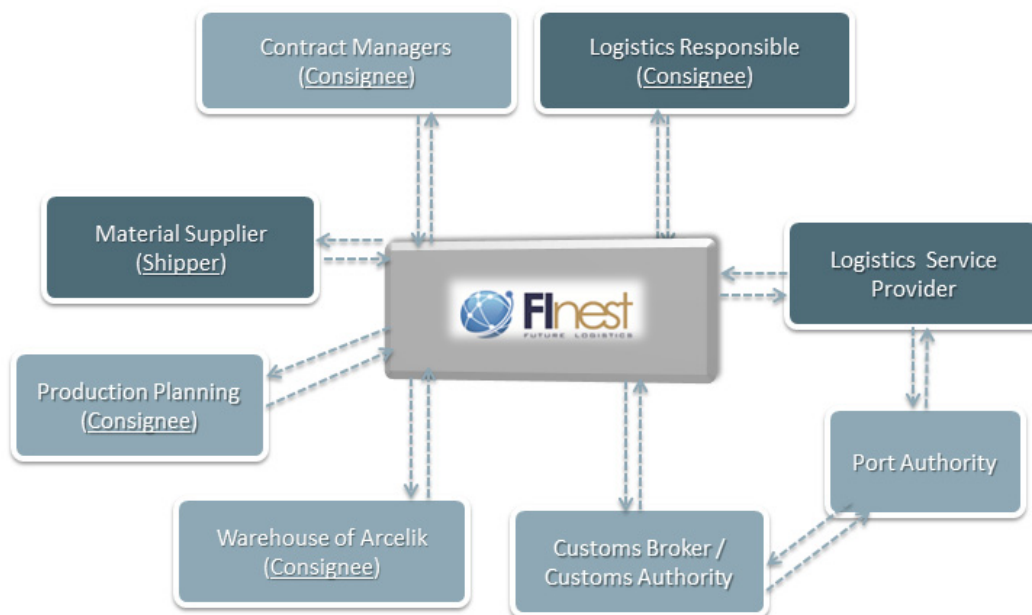 Contract Managers
(Consignee)
Logistics Responsible
(Consignee)
Material Supplier
(Shipper)
Logistics Service
Provider
FInest
FUTURE LOGISTICS
Production Planning
(Consignee)
Port Authority
Warehouse of Arcelik
(Consignee)
Customs Broker /
Customs Authority